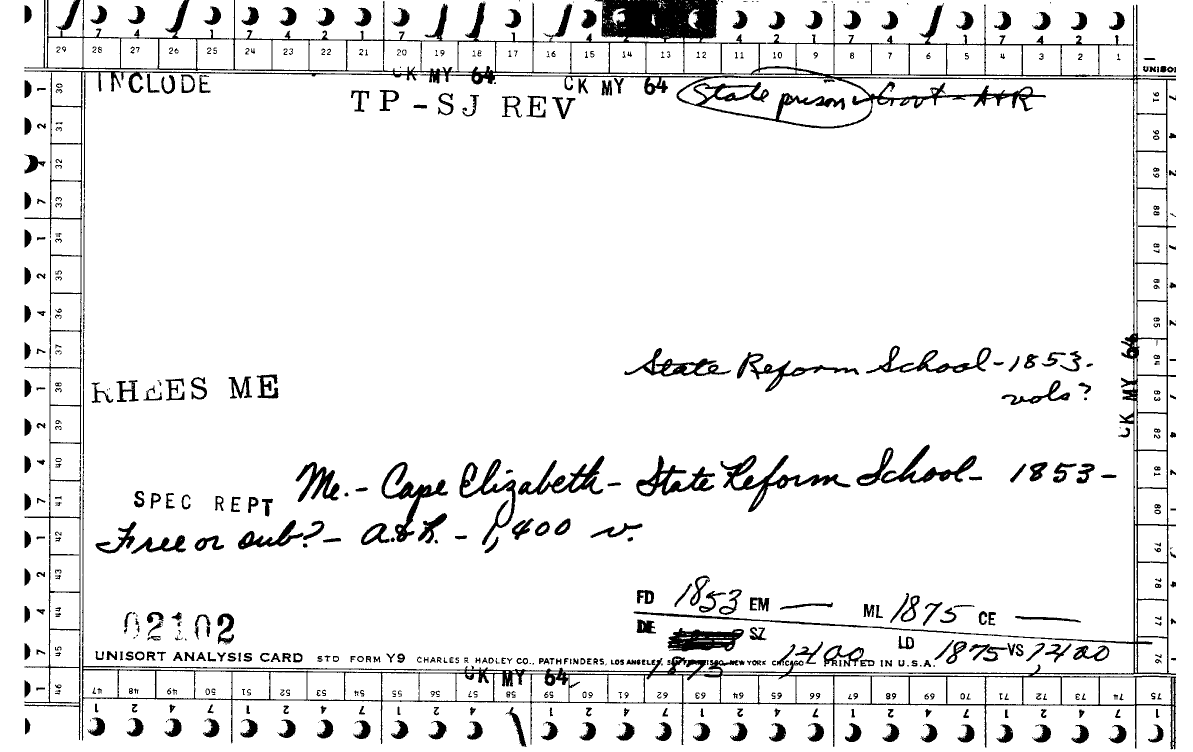 29 28 27 26 25 24 23 22 21 20 19 18 17 16 15 14 13 12 11 10 9 8 7 6 5 4 3 2 1
UNISO
INCLUDE
CK MY 64 CK MY 64
TP-SJ REV
State prison Govt - A&R
State Reform School - 1853.
vols?
CK MY 64
RHEES ME
SPEC REPT Me. - Cape Elizabeth - State Reform School - 1853 -
Free or sub? - A&R. - 1,400 v.
FD 1853 EM — ML 1875 CE —
DE SZ LD 1875 VS 1,400
1875 1,400
02102
UNISORT ANALYSIS CARD STD FORM Y9 CHARLES R HADLEY CO., PATHFINDERS, LOS ANGELES, SAN FRANCISCO, NEW YORK CHICAGO PRINTED IN U.S.A.
CK MY 64
47 48 49 50 51 52 53 54 55 56 57 58 59 60 61 62 63 64 65 66 67 68 69 70 71 72 73 74 75